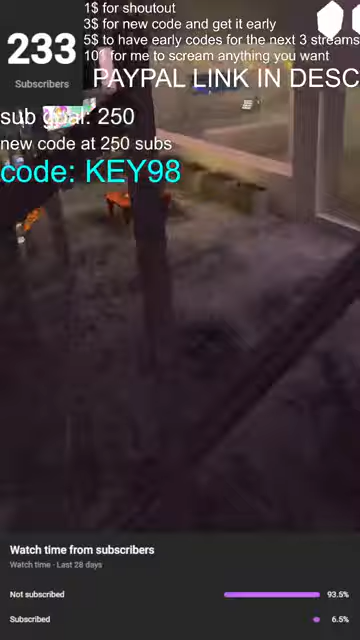 1$ for shoutout
3$ for new code and get it early
5$ to have early codes for the next 3 streams
10$ for me to scream anything you want
PAYPAL LINK IN DESC
233
Subscribers
sub goal: 250
new code at 250 subs
code: KEY98
Watch time from subscribers
Watch time · Last 28 days
Not subscribed 93.5%
Subscribed 6.5%